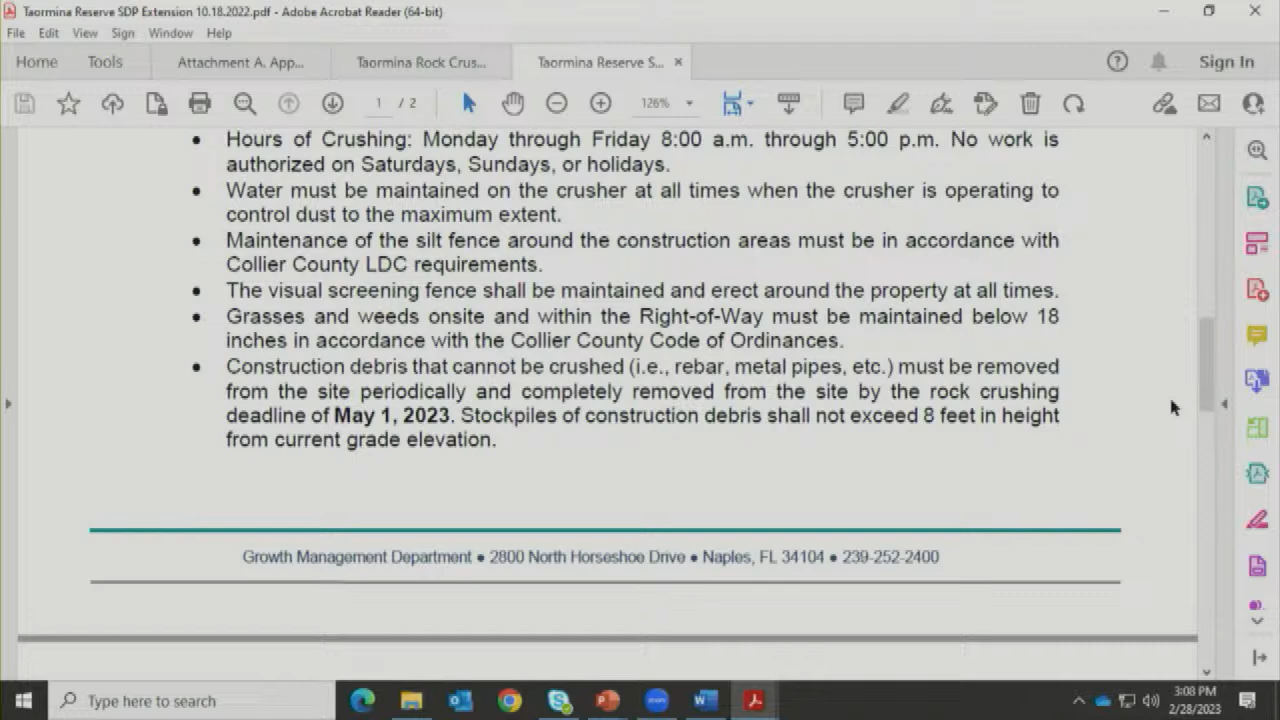 Taormina Reserve SDP Extension 10.18.2022.pdf - Adobe Acrobat Reader (64-bit)
File Edit View Sign Window Help
Home Tools Attachment A. App... Taormina Rock Crus... Taormina Reserve S... ×
Sign In
1 / 2 126%
• Hours of Crushing: Monday through Friday 8:00 a.m. through 5:00 p.m. No work is
authorized on Saturdays, Sundays, or holidays.
• Water must be maintained on the crusher at all times when the crusher is operating to
control dust to the maximum extent.
• Maintenance of the silt fence around the construction areas must be in accordance with
Collier County LDC requirements.
• The visual screening fence shall be maintained and erect around the property at all times.
• Grasses and weeds onsite and within the Right-of-Way must be maintained below 18
inches in accordance with the Collier County Code of Ordinances.
• Construction debris that cannot be crushed (i.e., rebar, metal pipes, etc.) must be removed
from the site periodically and completely removed from the site by the rock crushing
deadline of May 1, 2023. Stockpiles of construction debris shall not exceed 8 feet in height
from current grade elevation.
Growth Management Department • 2800 North Horseshoe Drive • Naples, FL 34104 • 239-252-2400
Type here to search
3:08 PM
2/28/2023